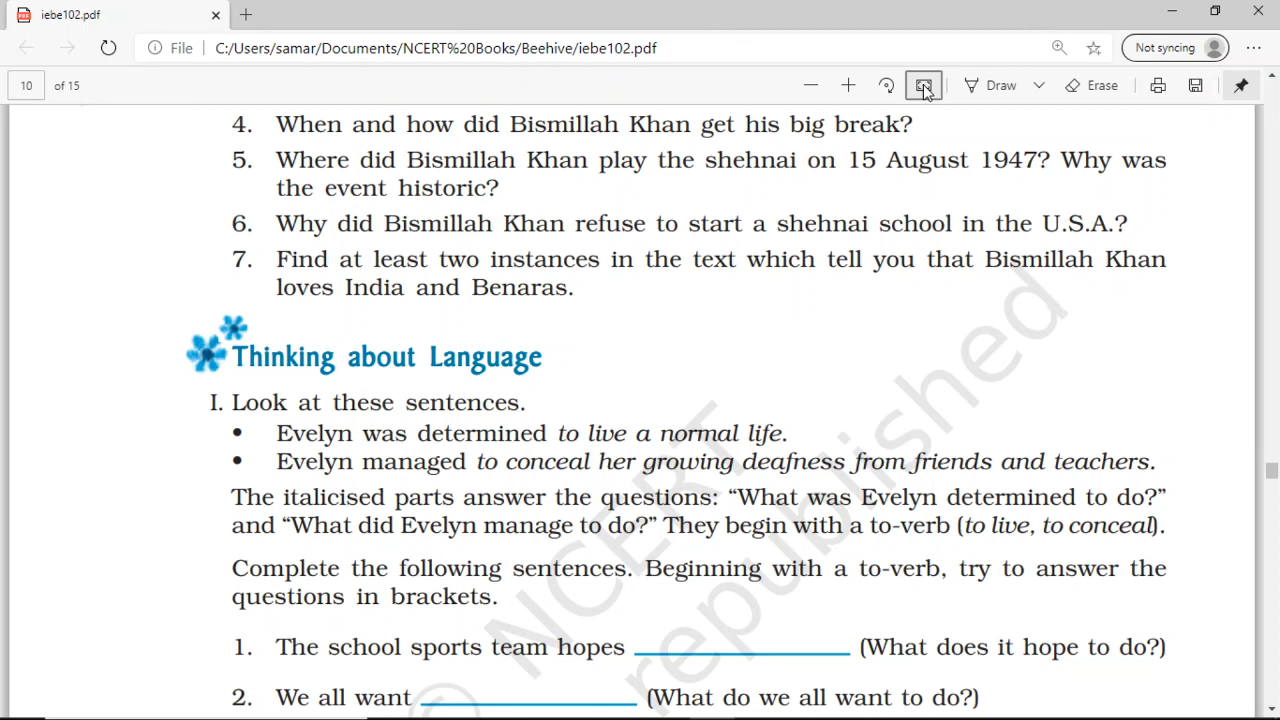 iebe102.pdf
File | C:/Users/samar/Documents/NCERT%20Books/Beehive/iebe102.pdf
Not syncing
10 of 15
Draw
Erase
4. When and how did Bismillah Khan get his big break?
5. Where did Bismillah Khan play the shehnai on 15 August 1947? Why was
the event historic?
6. Why did Bismillah Khan refuse to start a shehnai school in the U.S.A.?
7. Find at least two instances in the text which tell you that Bismillah Khan
loves India and Benaras.
Thinking about Language
I. Look at these sentences.
• Evelyn was determined to live a normal life.
• Evelyn managed to conceal her growing deafness from friends and teachers.
The italicised parts answer the questions: “What was Evelyn determined to do?”
and “What did Evelyn manage to do?” They begin with a to-verb (to live, to conceal).
Complete the following sentences. Beginning with a to-verb, try to answer the
questions in brackets.
1. The school sports team hopes ____________ (What does it hope to do?)
2. We all want ____________ (What do we all want to do?)
© NCERT
republished